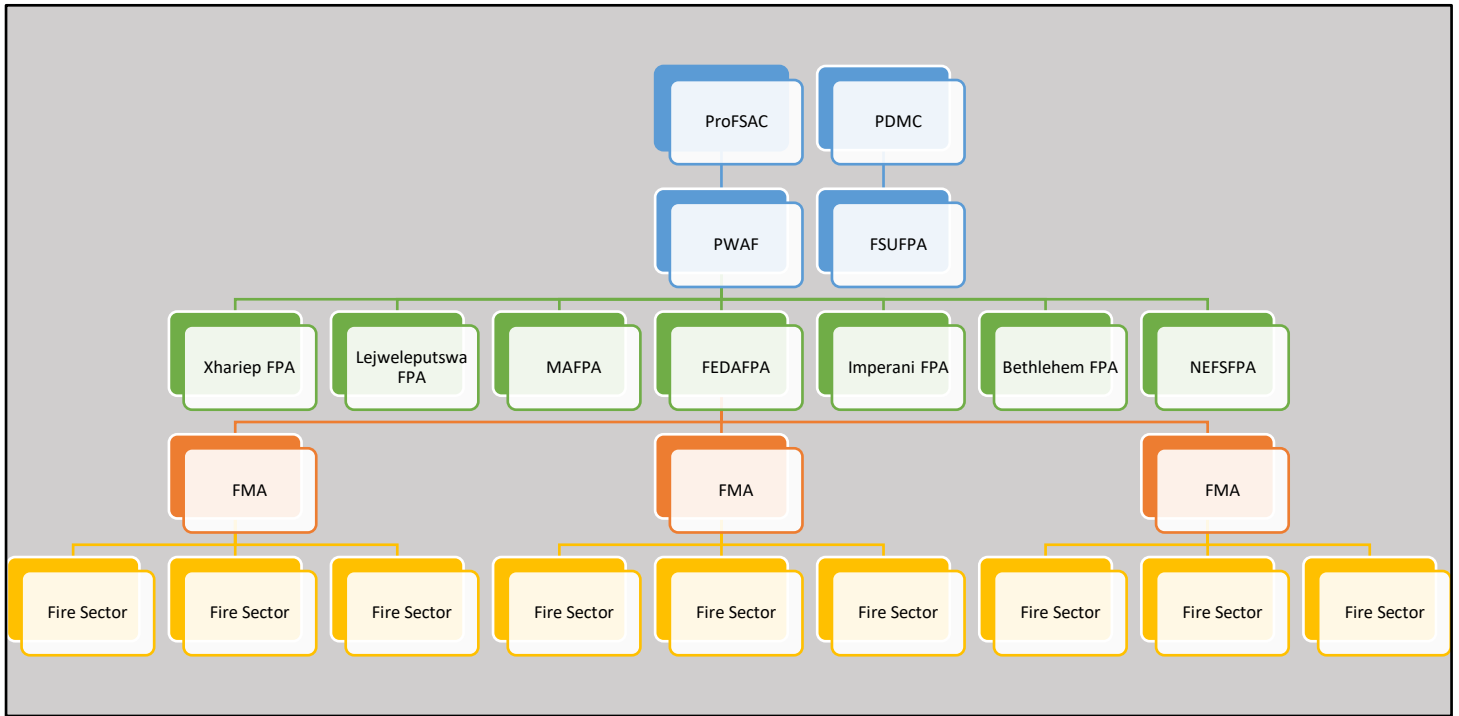 ProFSAC
PDMC
PWAF
FSUFPA
Xhariep FPA
Lejweleputswa
FPA
MAFPA
FEDAFPA
Imperani FPA
Bethlehem FPA
NEFSFPA
FMA
FMA
FMA
Fire Sector
Fire Sector
Fire Sector
Fire Sector
Fire Sector
Fire Sector
Fire Sector
Fire Sector
Fire Sector